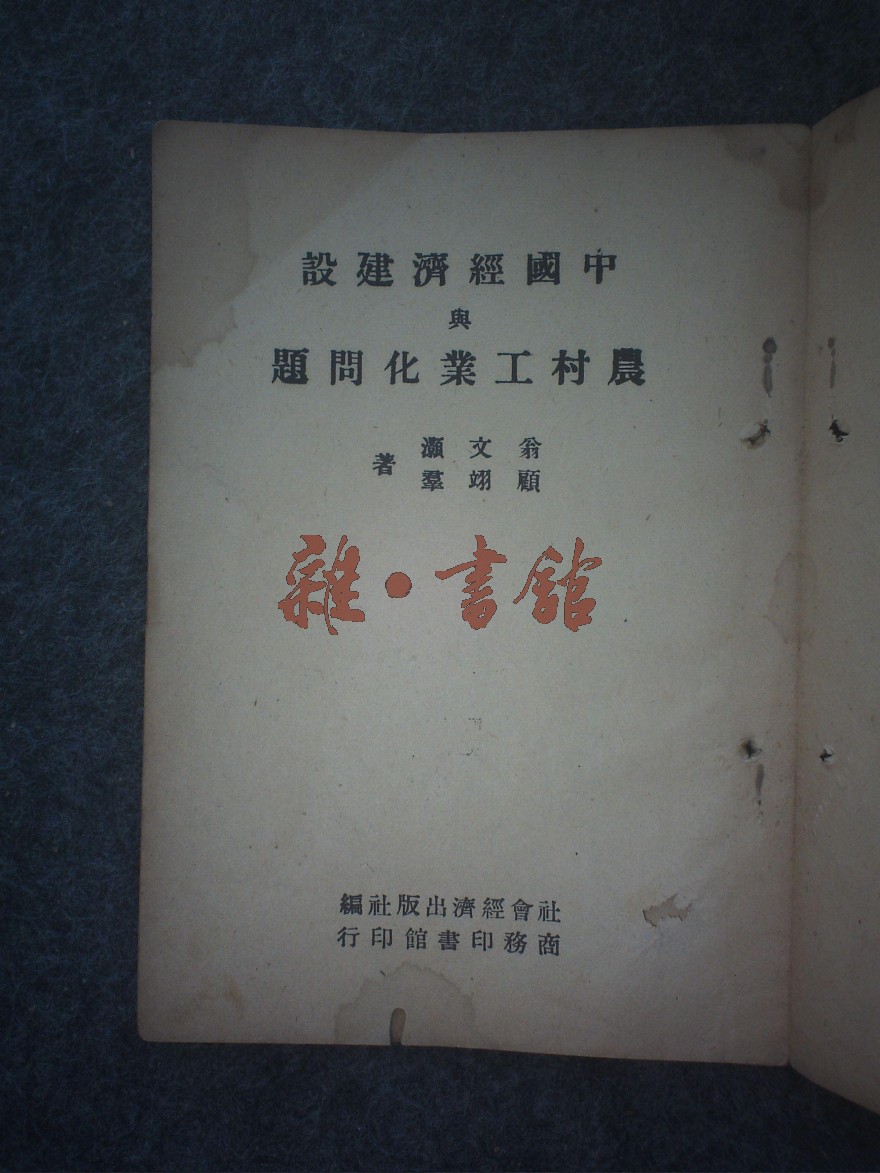 中國經濟建設
與
農村工業化問題
翁文灝
顧翊羣
著
雜·書館
社會經濟出版社編
商務印書館印行